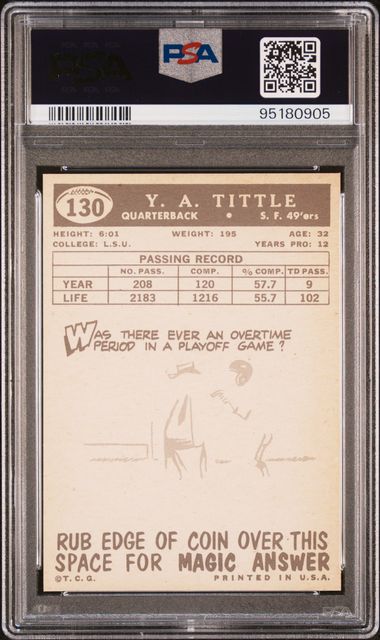 PSA
PSA
95180905
130
Y. A. TITTLE
QUARTERBACK • S. F. 49'ers
HEIGHT: 6:01 WEIGHT: 195 AGE: 32
COLLEGE: L.S.U. YEARS PRO: 12
PASSING RECORD
NO. PASS. COMP. % COMP. TD PASS.
YEAR 208 120 57.7 9
LIFE 2183 1216 55.7 102
WAS THERE EVER AN OVERTIME
PERIOD IN A PLAYOFF GAME?
RUB EDGE OF COIN OVER THIS
SPACE FOR MAGIC ANSWER
© T.C.G. PRINTED IN U.S.A.
PSA